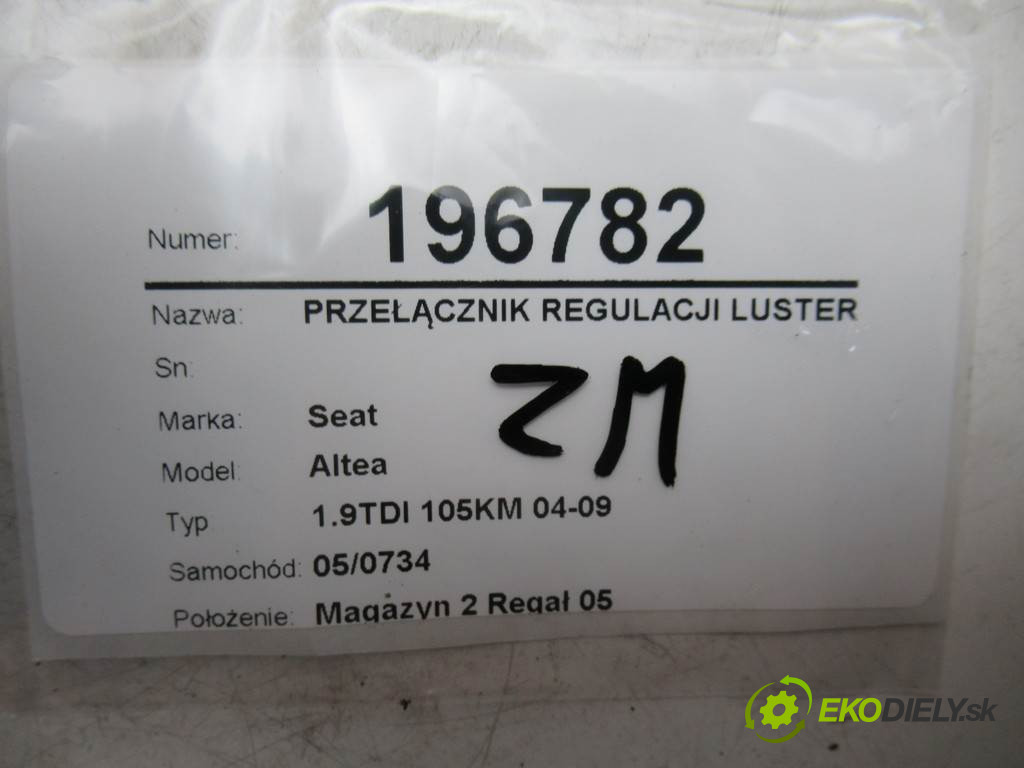 Numer: 196782
Nazwa: PRZEŁĄCZNIK REGULACJI LUSTER
Sn:
ZM
Marka: Seat
Model: Altea
Typ 1.9TDI 105KM 04-09
Samochód: 05/0734
Położenie: Magazyn 2 Regał 05
EKODIELY.sk